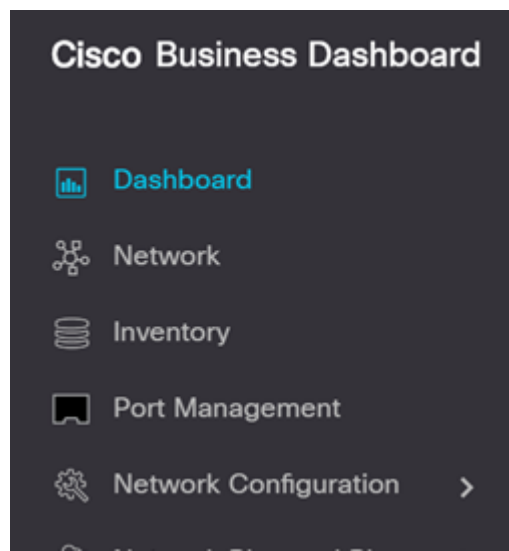 Cisco Business Dashboard
Dashboard
Network
Inventory
Port Management
Network Configuration